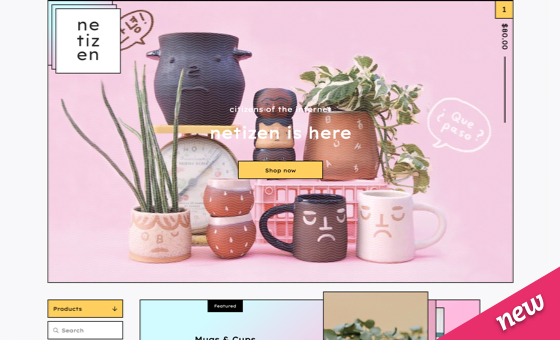 ne
tiz
en
1
$80.00
citizens of the internet
netizen is here
¿Que
pasa?
Shop now
Products
Featured
Search
Mugs & Cups
new